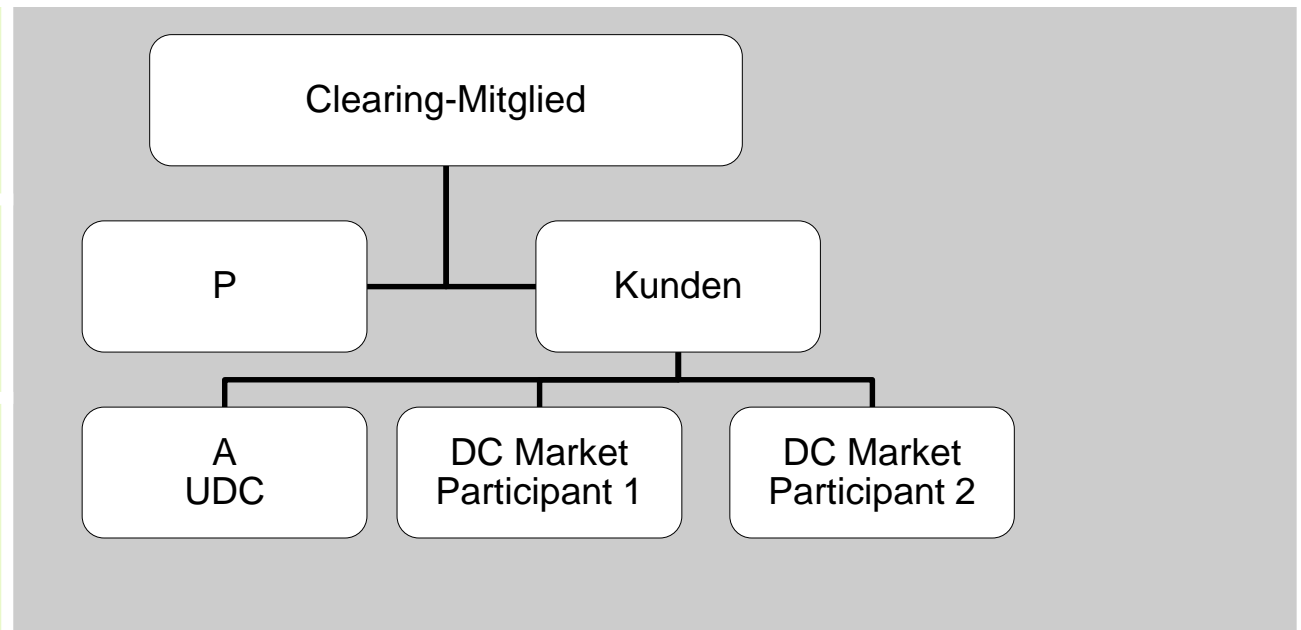 Clearing-Mitglied
P
Kunden
A
UDC
DC Market
Participant 1
DC Market
Participant 2